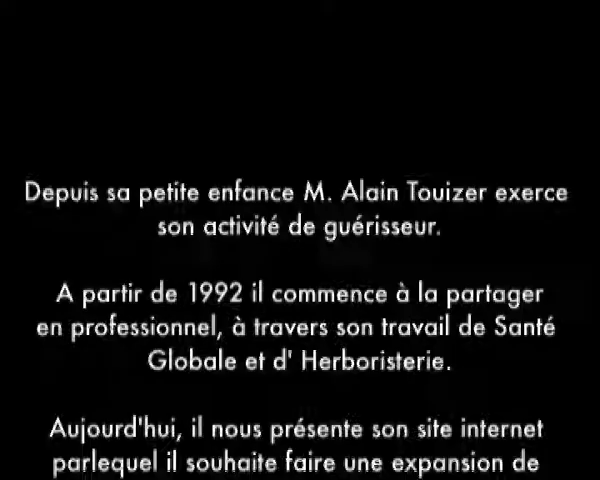 Depuis sa petite enfance M. Alain Touizer exerce
son activité de guérisseur.
A partir de 1992 il commence à la partager
en professionnel, à travers son travail de Santé
Globale et d' Herboristerie.
Aujourd'hui, il nous présente son site internet
parlequel il souhaite faire une expansion de